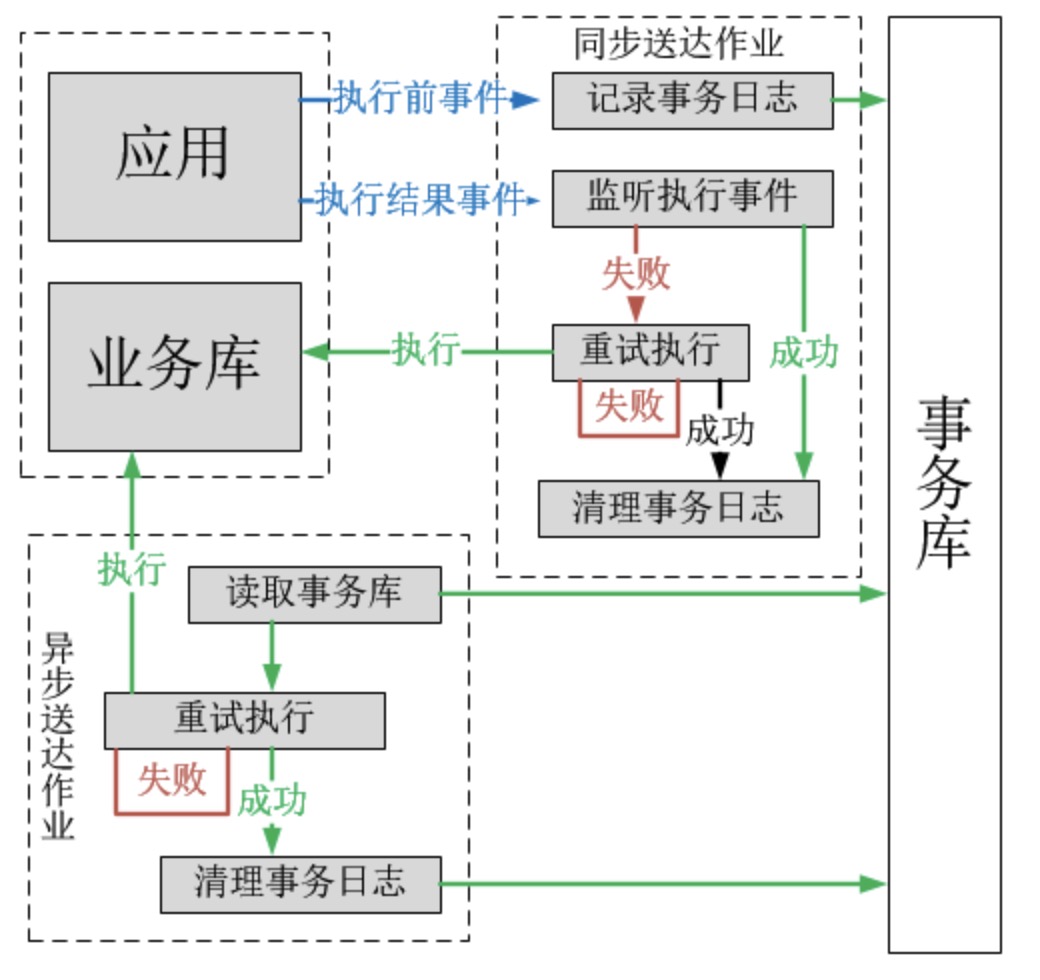 同步送达作业
应用
执行前事件
记录事务日志
执行结果事件
监听执行事件
失败
业务库
执行
重试执行
成功
失败
成功
清理事务日志
事务库
异步送达作业
执行
读取事务库
重试执行
失败
成功
清理事务日志